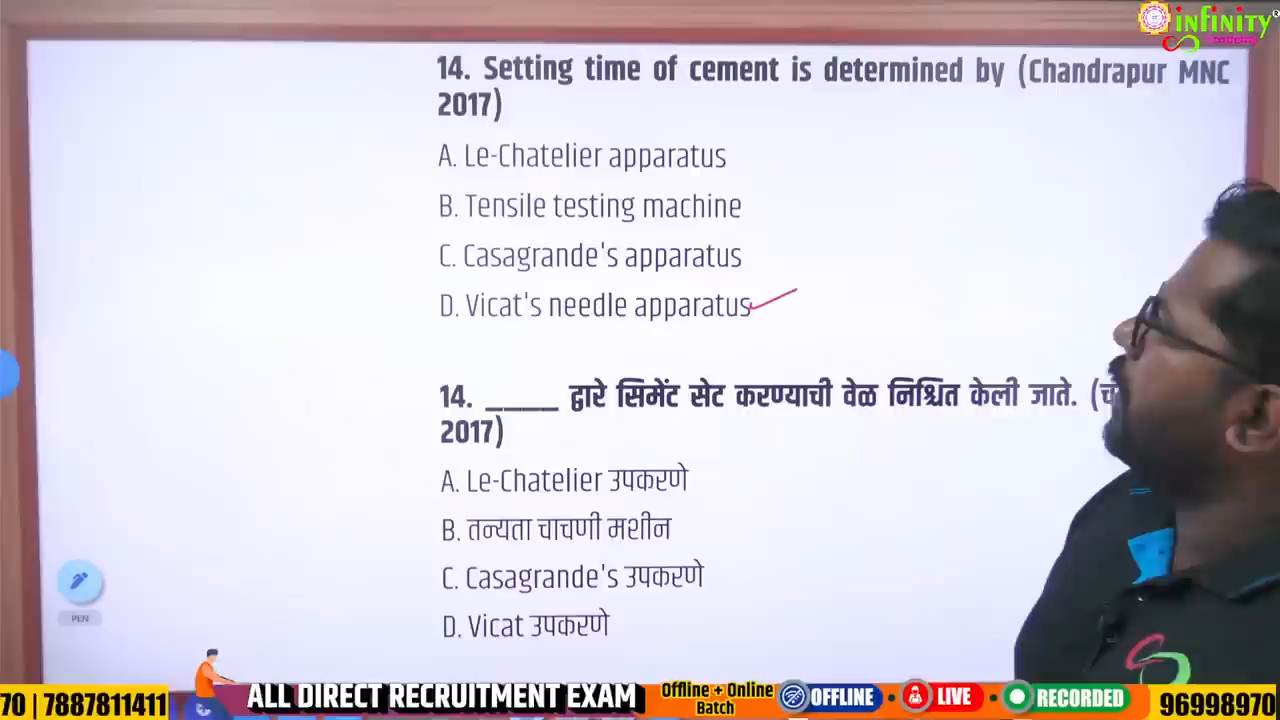 infinity
14. Setting time of cement is determined by (Chandrapur MNC
2017)
A. Le-Chatelier apparatus
B. Tensile testing machine
C. Casagrande's apparatus
D. Vicat's needle apparatus
14. ____ द्वारे सिमेंट सेट करण्याची वेळ निश्चित केली जाते. (
2017)
A. Le-Chatelier उपकरणे
B. तन्यता चाचणी मशीन
C. Casagrande's उपकरणे
D. Vicat उपकरणे
PEN
70 | 7887811411
ALL DIRECT RECRUITMENT EXAM
Offline + Online
Batch
OFFLINE
LIVE
RECORDED
96998970